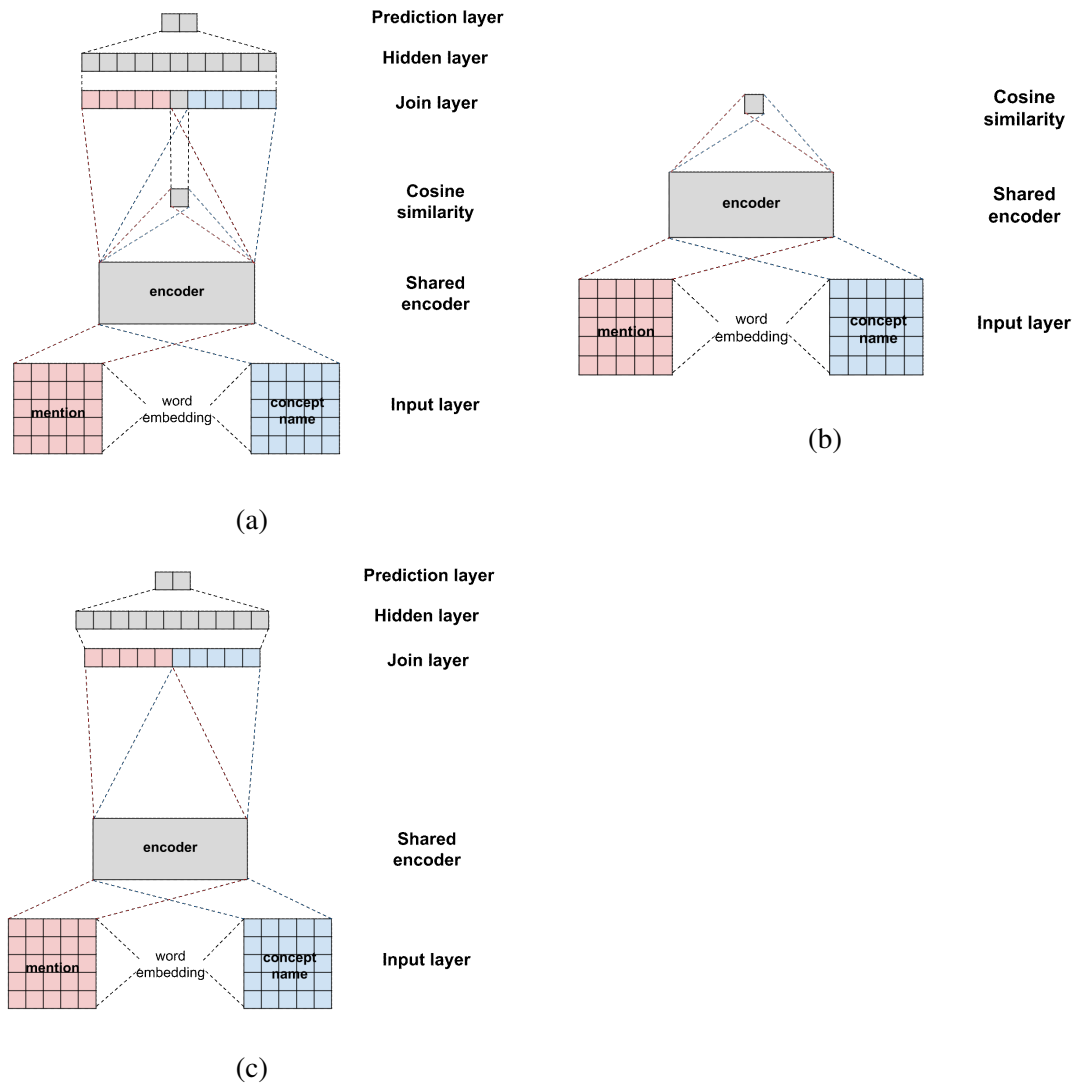 Prediction layer
Hidden layer
Join layer
Cosine
similarity
encoder
Shared
encoder
mention
word
embedding
concept
name
Input layer
(a)
Cosine
similarity
encoder
Shared
encoder
mention
word
embedding
concept
name
Input layer
(b)
Prediction layer
Hidden layer
Join layer
encoder
Shared
encoder
mention
word
embedding
concept
name
Input layer
(c)